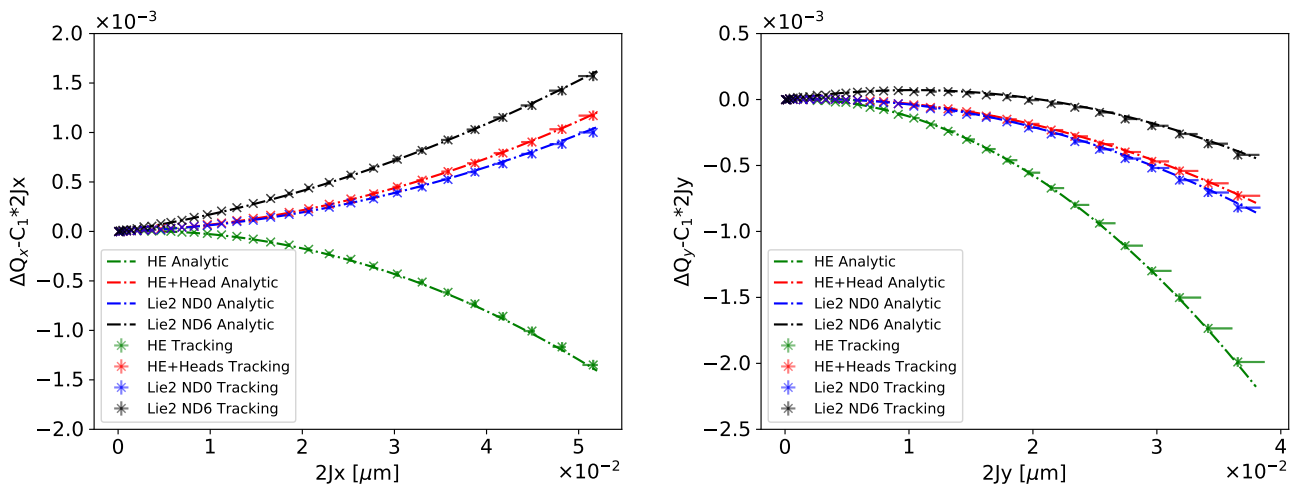 ×10⁻³
2.0
1.5
1.0
0.5
0.0
−0.5
−1.0
−1.5
−2.0
ΔQₓ-C₁*2Jx
HE Analytic
HE+Head Analytic
Lie2 ND0 Analytic
Lie2 ND6 Analytic
HE Tracking
HE+Heads Tracking
Lie2 ND0 Tracking
Lie2 ND6 Tracking
0 1 2 3 4 5
2Jx [μm]
×10⁻²
×10⁻³
0.5
0.0
−0.5
−1.0
−1.5
−2.0
−2.5
ΔQ_y-C₁*2Jy
HE Analytic
HE+Head Analytic
Lie2 ND0 Analytic
Lie2 ND6 Analytic
HE Tracking
HE+Heads Tracking
Lie2 ND0 Tracking
Lie2 ND6 Tracking
0 1 2 3 4
2Jy [μm]
×10⁻²